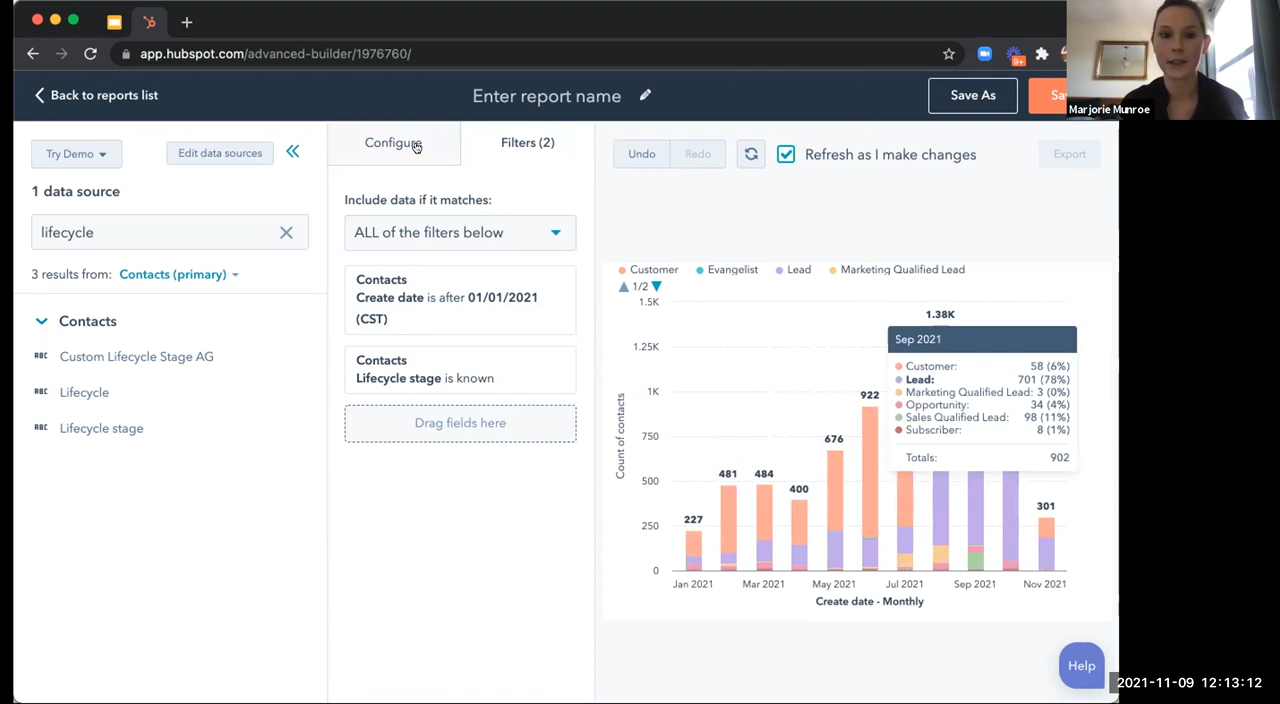 app.hubspot.com/advanced-builder/1976760/
9+
Marjorie Munroe
Back to reports list
Enter report name
Save As
Try Demo
Edit data sources
Configure
Filters (2)
Undo
Redo
Refresh as I make changes
Export
1 data source
lifecycle
3 results from: Contacts (primary)
Contacts
ABC Custom Lifecycle Stage AG
ABC Lifecycle
ABC Lifecycle stage
Include data if it matches:
ALL of the filters below
Contacts
Create date is after 01/01/2021
(CST)
Contacts
Lifecycle stage is known
Drag fields here
Customer
Evangelist
Lead
Marketing Qualified Lead
1/2
1.5K
1.25K
1K
750
500
250
0
Count of contacts
227
481
484
400
676
922
1.38K
301
Sep 2021
Customer: 58 (6%)
Lead: 701 (78%)
Marketing Qualified Lead: 3 (0%)
Opportunity: 34 (4%)
Sales Qualified Lead: 98 (11%)
Subscriber: 8 (1%)
Totals: 902
Jan 2021
Mar 2021
May 2021
Jul 2021
Sep 2021
Nov 2021
Create date - Monthly
Help
2021-11-09 12:13:12